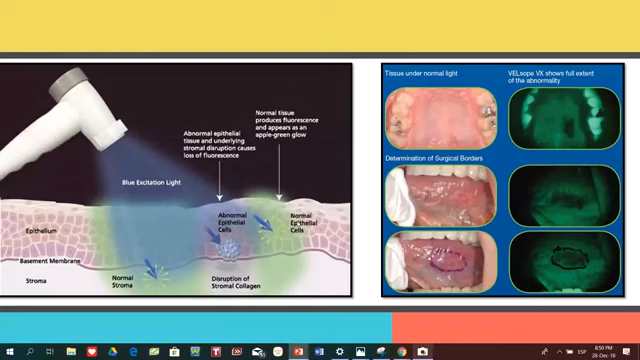 Normal tissue
produces fluorescence
and appears as an
apple-green glow
Abnormal epithelial
tissue and underlying
stromal disruption causes
loss of fluorescence
Blue Excitation Light
Epithelium
Abnormal
Epithelial
Cells
Normal
Epithelial
Cells
Basement Membrane
Stroma
Normal
Stroma
Disruption of
Stromal Collagen
Tissue under normal light
VELscope VX shows full extent
of the abnormality
Determination of Surgical Borders
ESP
8:50 PM
28-Dec-18